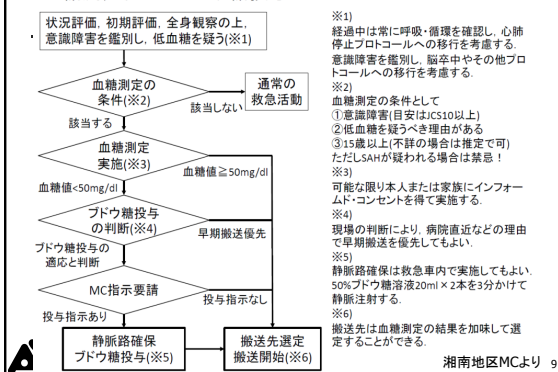 状況評価, 初期評価, 全身観察の上,
意識障害を鑑別し, 低血糖を疑う(※1)
血糖測定の
条件(※2)
通常の
救急活動
該当しない
該当する
血糖測定
実施(※3)
血糖値<50mg/dl
血糖値≧50mg/dl
ブドウ糖投与
の判断(※4)
早期搬送優先
ブドウ糖投与の
適応と判断
MC指示要請
投与指示なし
投与指示あり
静脈路確保
ブドウ糖投与(※5)
搬送先選定
搬送開始(※6)
※1)
経過中は常に呼吸・循環を確認し, 心肺
停止プロトコールへの移行を考慮する.
意識障害を鑑別し, 脳卒中やその他プロ
トコールへの移行を考慮する.
※2)
血糖測定の条件として
①意識障害(目安はJCS10以上)
②低血糖を疑うべき理由がある
③15歳以上(不詳の場合は推定で可)
ただしSAHが疑われる場合は禁忌！
※3)
可能な限り本人または家族にインフォー
ムド・コンセントを得て実施する.
※4)
現場の判断により, 病院直近などの理由
で早期搬送を優先してもよい.
※5)
静脈路確保は救急車内で実施してもよい.
50%ブドウ糖溶液20ml×2本を3分かけて
静脈注射する.
※6)
搬送先は血糖測定の結果を加味して選
定することができる.
湘南地区MCより 9